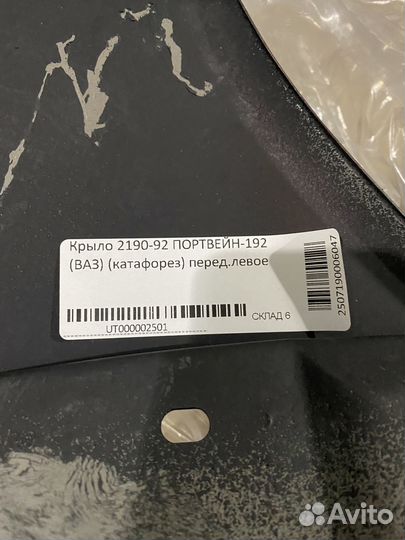 Крыло 2190-92 ПОРТВЕЙН-192
(ВАЗ) (катафорез) перед.левое
UT000002501
СКЛАД 6
2507190006047
Avito